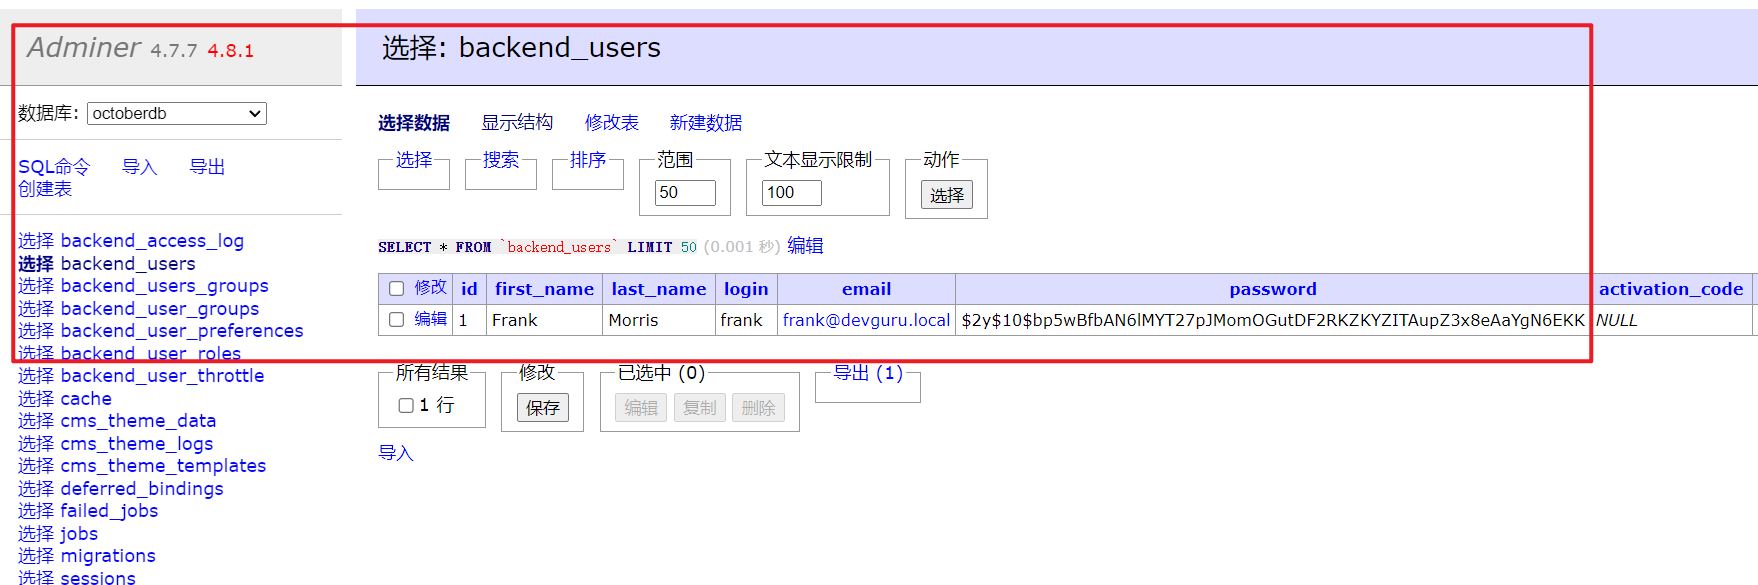 Adminer 4.7.7 4.8.1
选择: backend_users
数据库: octoberdb
SQL命令 导入 导出
创建表
选择 backend_access_log
选择 backend_users
选择 backend_users_groups
选择 backend_user_groups
选择 backend_user_preferences
选择 backend_user_roles
选择 backend_user_throttle
选择 cache
选择 cms_theme_data
选择 cms_theme_logs
选择 cms_theme_templates
选择 deferred_bindings
选择 failed_jobs
选择 jobs
选择 migrations
选择 sessions
选择数据 显示结构 修改表 新建数据
选择 搜索 排序 范围 文本显示限制 动作
50 100 选择
SELECT * FROM `backend_users` LIMIT 50 (0.001 秒) 编辑
修改 id first_name last_name login email password activation_code
编辑 1 Frank Morris frank frank@devguru.local $2y$10$bp5wBfbAN6lMYT27pJMomOGutDF2RKZKYZITAupZ3x8eAaYgN6EKK NULL
所有结果 修改 已选中 (0) 导出 (1)
1 行 保存 编辑 复制 删除
导入